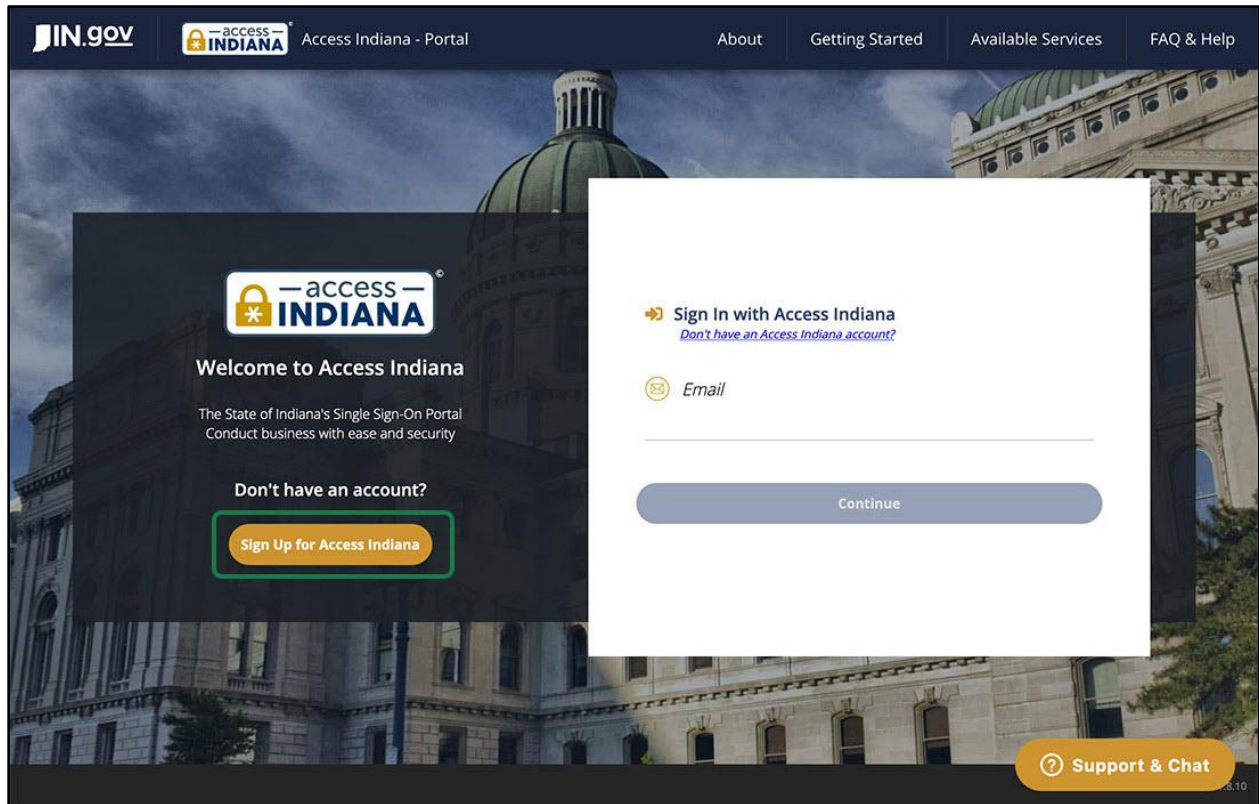 IN.gov
access INDIANA
Access Indiana - Portal
About
Getting Started
Available Services
FAQ & Help
access
INDIANA
©
Welcome to Access Indiana
The State of Indiana's Single Sign-On Portal
Conduct business with ease and security
Don't have an account?
Sign Up for Access Indiana
Sign In with Access Indiana
Don't have an Access Indiana account?
Email
Continue
Support & Chat